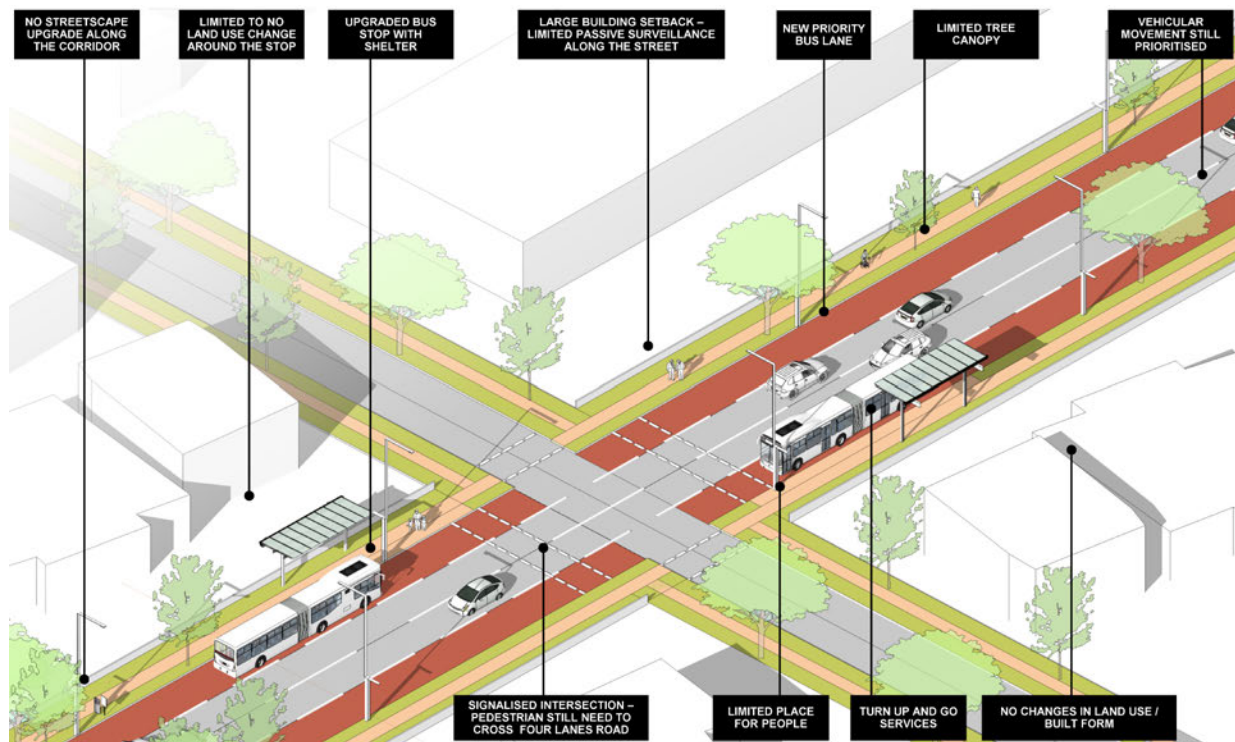 NO STREETSCAPE
UPGRADE ALONG
THE CORRIDOR
LIMITED TO NO
LAND USE CHANGE
AROUND THE STOP
UPGRADED BUS
STOP WITH
SHELTER
LARGE BUILDING SETBACK –
LIMITED PASSIVE SURVEILLANCE
ALONG THE STREET
NEW PRIORITY
BUS LANE
LIMITED TREE
CANOPY
VEHICULAR
MOVEMENT STILL
PRIORITISED
SIGNALISED INTERSECTION –
PEDESTRIAN STILL NEED TO
CROSS FOUR LANES ROAD
LIMITED PLACE
FOR PEOPLE
TURN UP AND GO
SERVICES
NO CHANGES IN LAND USE /
BUILT FORM